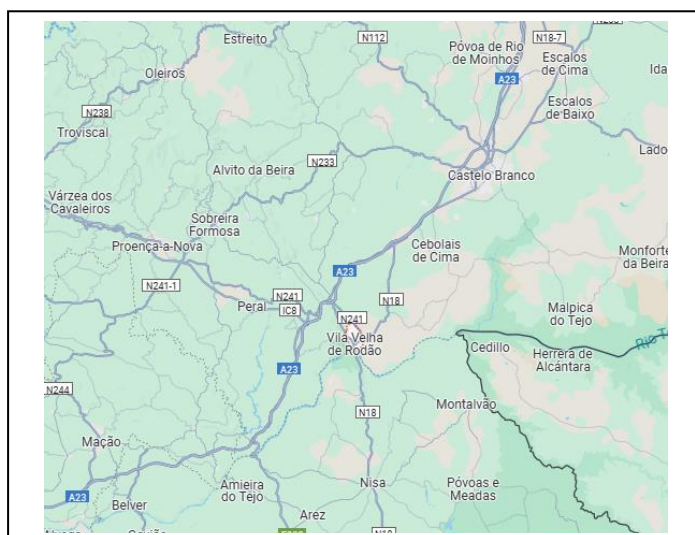 Estreito
N112
Póvoa de Rio
de Moinhos
N18-7
Escalos
de Cima
Oleiros
A23
Ida
N238
Troviscal
Escalos
de Baixo
N233
Alvito da Beira
Lado
Castelo Branco
Várzea dos
Cavaleiros
Sobreira
Formosa
Proença-a-Nova
Cebolais
de Cima
Monforte
da Beira
A23
N241-1
N241
Peral
IC8
N18
N241
Malpica
do Tejo
Vila Velha
de Rodão
Cedillo
Herrera de
Alcántara
RIO T
A23
N244
Montalvão
N18
Mação
Nisa
Póvoas e
Meadas
A23
Belver
Amieira
do Tejo
Arez